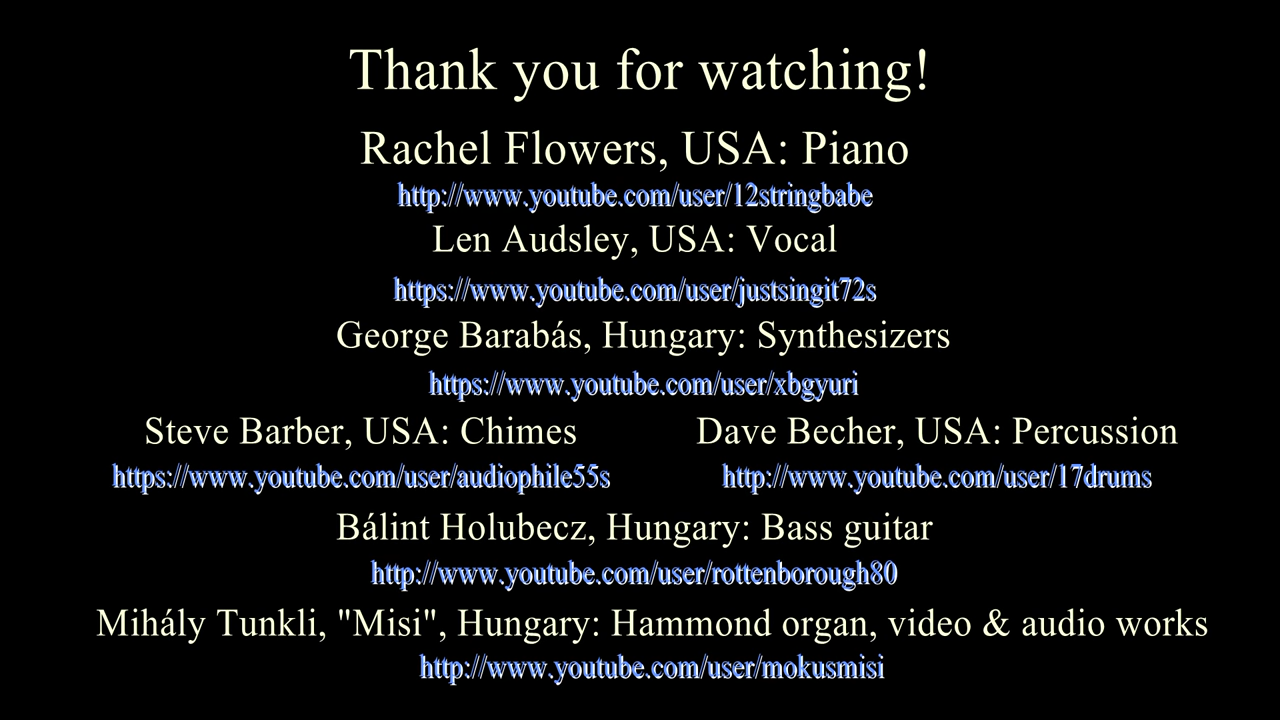 Thank you for watching!
Rachel Flowers, USA: Piano
http://www.youtube.com/user/12stringbabe
Len Audsley, USA: Vocal
https://www.youtube.com/user/justsingit72s
George Barabás, Hungary: Synthesizers
https://www.youtube.com/user/xbgyuri
Steve Barber, USA: Chimes
https://www.youtube.com/user/audiophile55s
Dave Becher, USA: Percussion
http://www.youtube.com/user/17drums
Bálint Holubecz, Hungary: Bass guitar
http://www.youtube.com/user/rottenborough80
Mihály Tunkli, "Misi", Hungary: Hammond organ, video & audio works
http://www.youtube.com/user/mokusmisi